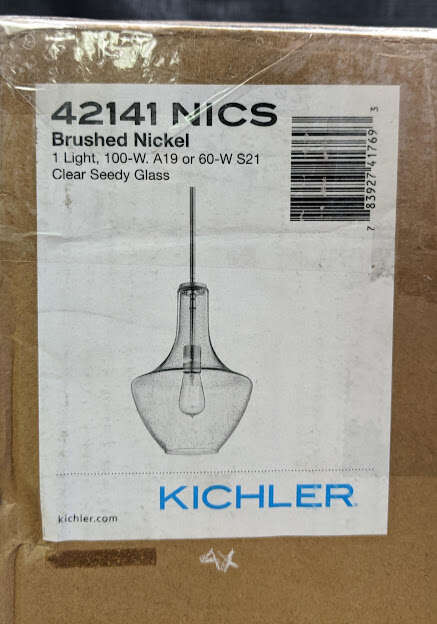 42141 NICS
Brushed Nickel
1 Light, 100-W. A19 or 60-W S21
Clear Seedy Glass
7 83927 41769 3
KICHLER
kichler.com
4X